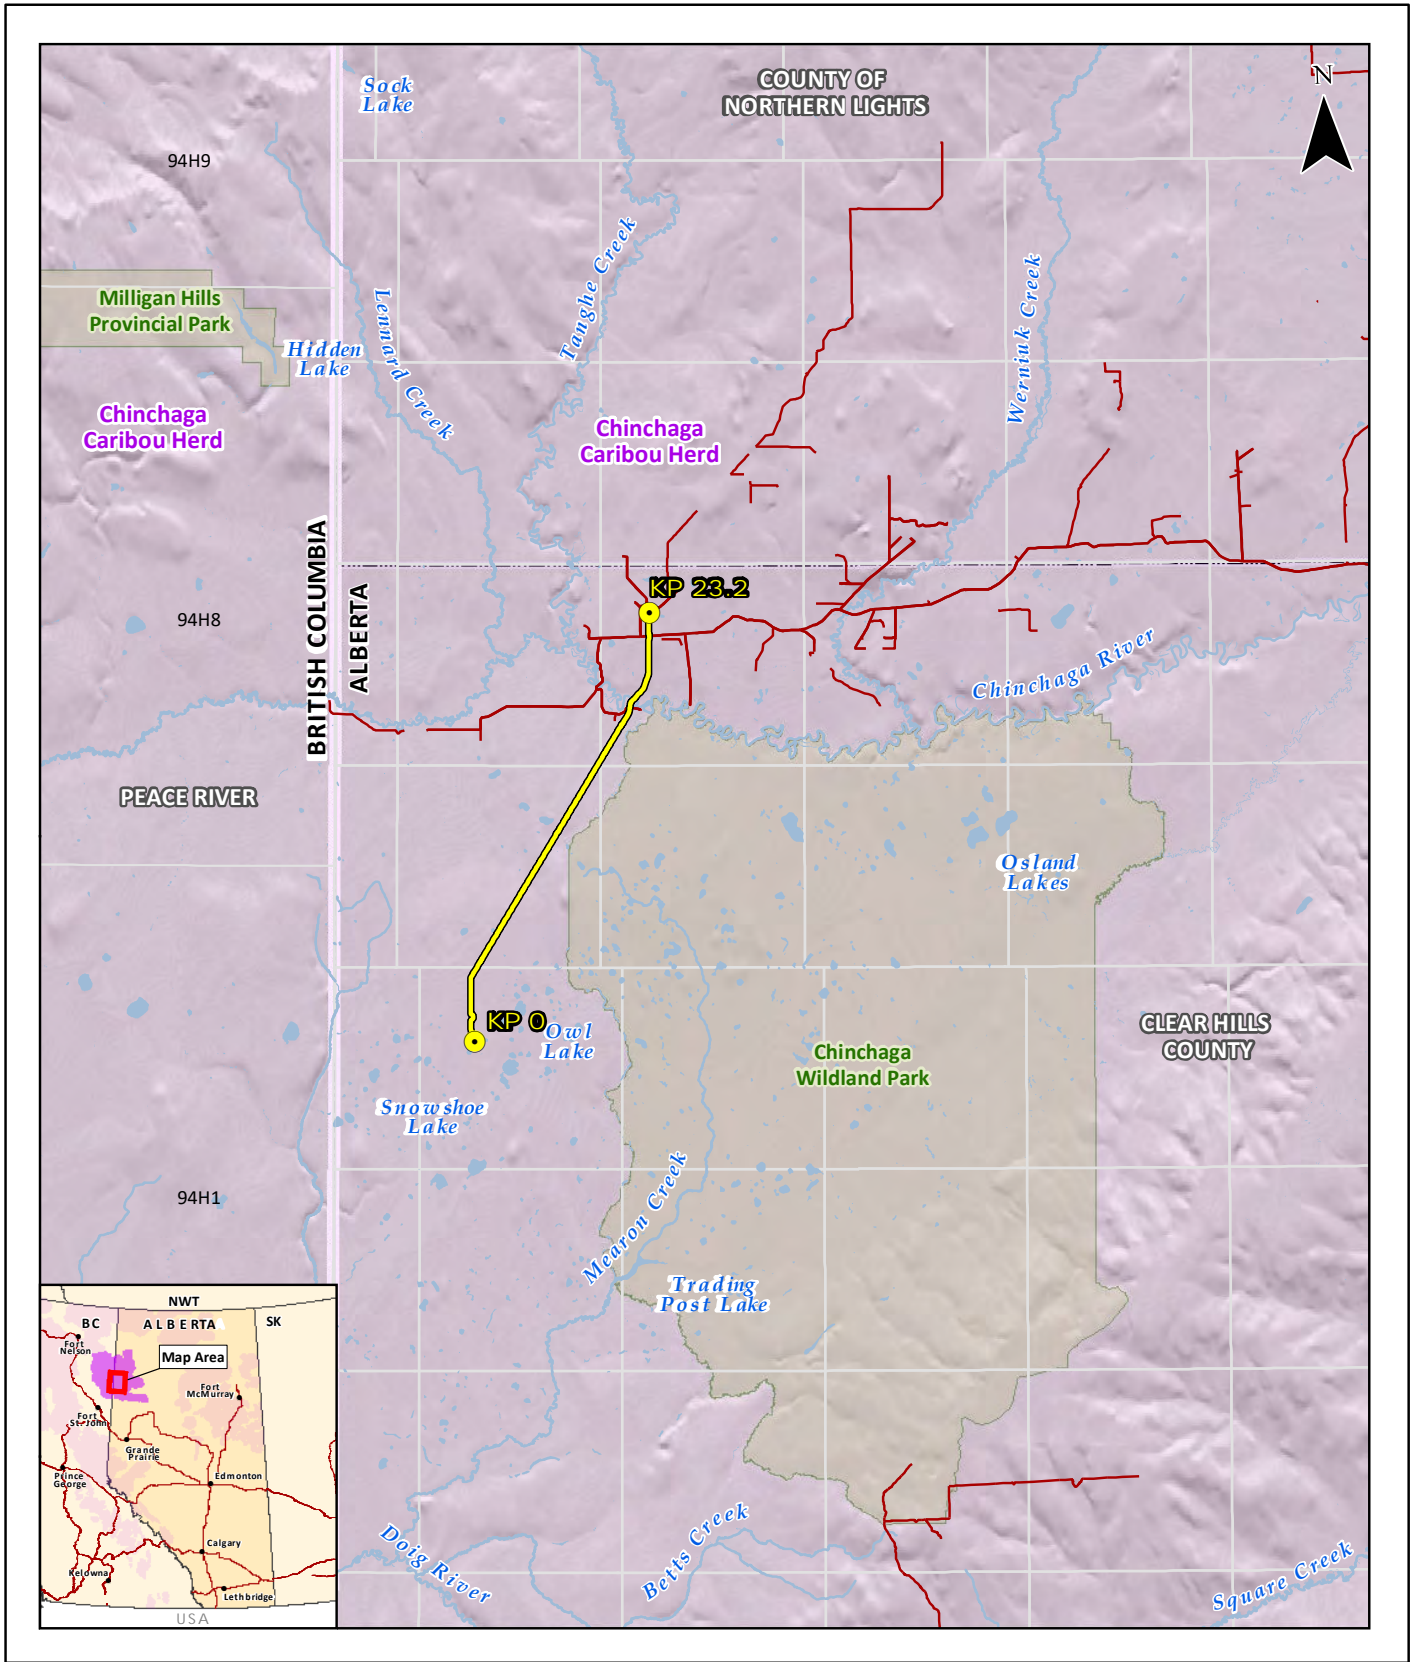 Sock
Lake
COUNTY OF
NORTHERN LIGHTS
N
94H9
Tanghe Creek
Werniuk Creek
Milligan Hills
Provincial Park
Lennard Creek
Hidden
Lake
Chinchaga
Caribou Herd
Chinchaga
Caribou Herd
BRITISH COLUMBIA
ALBERTA
KP 23.2
94H8
Chinchaga River
PEACE RIVER
Osland
Lakes
KP 0
Owl
Lake
CLEAR HILLS
COUNTY
Chinchaga
Wildland Park
Snowshoe
Lake
94H1
Mearon Creek
Trading
Post Lake
NWT
BC
ALBERTA
SK
Fort
Nelson
Map Area
Fort
McMurray
Fort
St. John
Grande
Prairie
Prince
George
Edmonton
Calgary
Kelowna
Lethbridge
USA
Doig River
Betts Creek
Square Creek